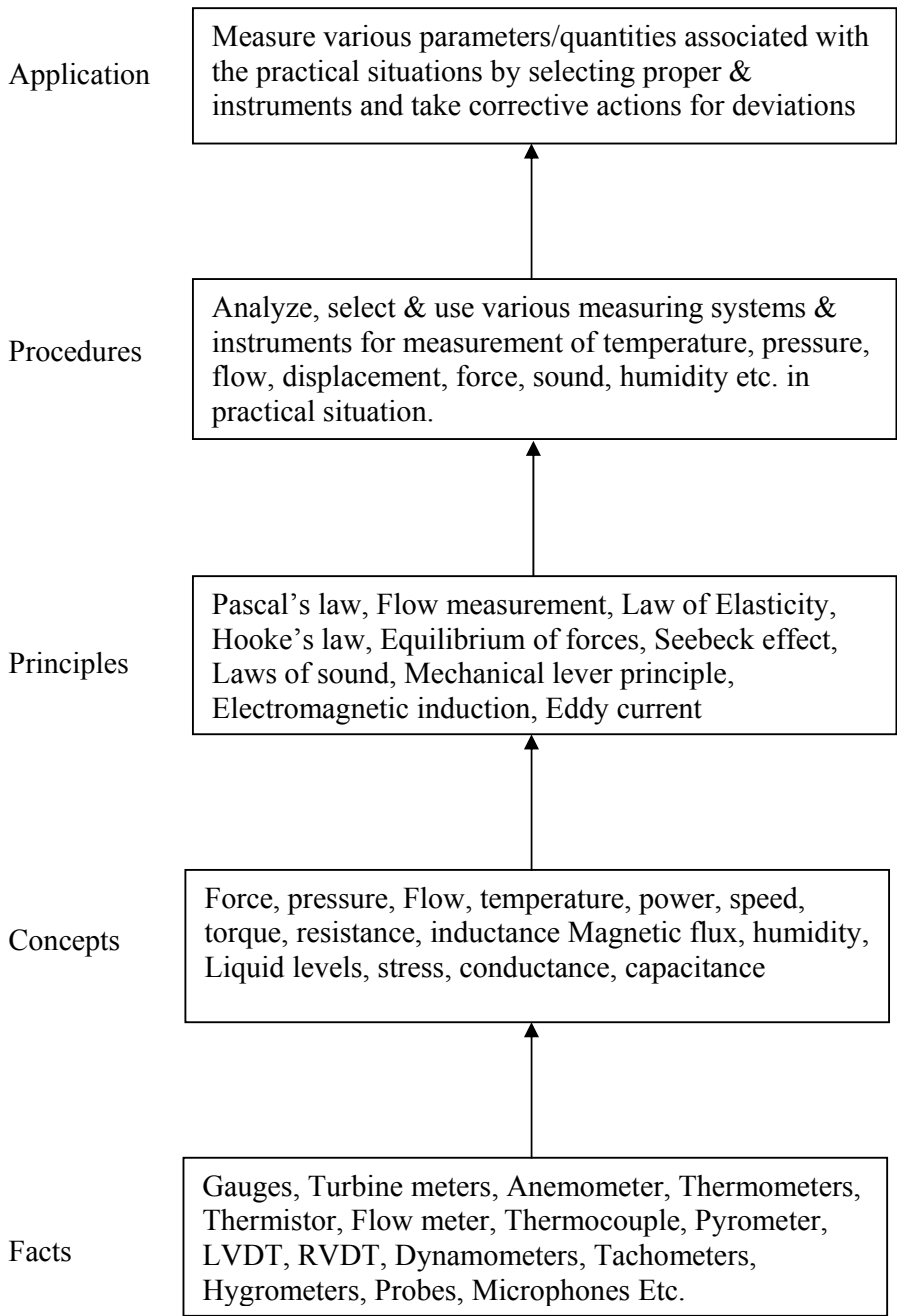 Application
Measure various parameters/quantities associated with
the practical situations by selecting proper &
instruments and take corrective actions for deviations
Procedures
Analyze, select & use various measuring systems &
instruments for measurement of temperature, pressure,
flow, displacement, force, sound, humidity etc. in
practical situation.
Principles
Pascal’s law, Flow measurement, Law of Elasticity,
Hooke’s law, Equilibrium of forces, Seebeck effect,
Laws of sound, Mechanical lever principle,
Electromagnetic induction, Eddy current
Concepts
Force, pressure, Flow, temperature, power, speed,
torque, resistance, inductance Magnetic flux, humidity,
Liquid levels, stress, conductance, capacitance
Facts
Gauges, Turbine meters, Anemometer, Thermometers,
Thermistor, Flow meter, Thermocouple, Pyrometer,
LVDT, RVDT, Dynamometers, Tachometers,
Hygrometers, Probes, Microphones Etc.